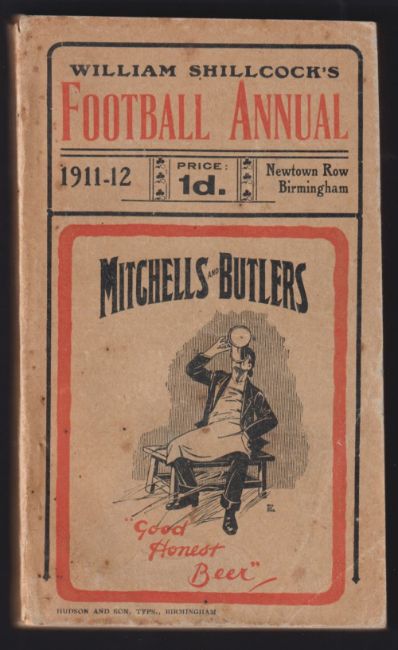 WILLIAM SHILLCOCK'S
FOOTBALL ANNUAL
1911-12
PRICE:
1d.
Newtown Row
Birmingham
MITCHELLS AND BUTLERS
"Good
Honest
Beer"
HUDSON AND SON, TYPS., BIRMINGHAM